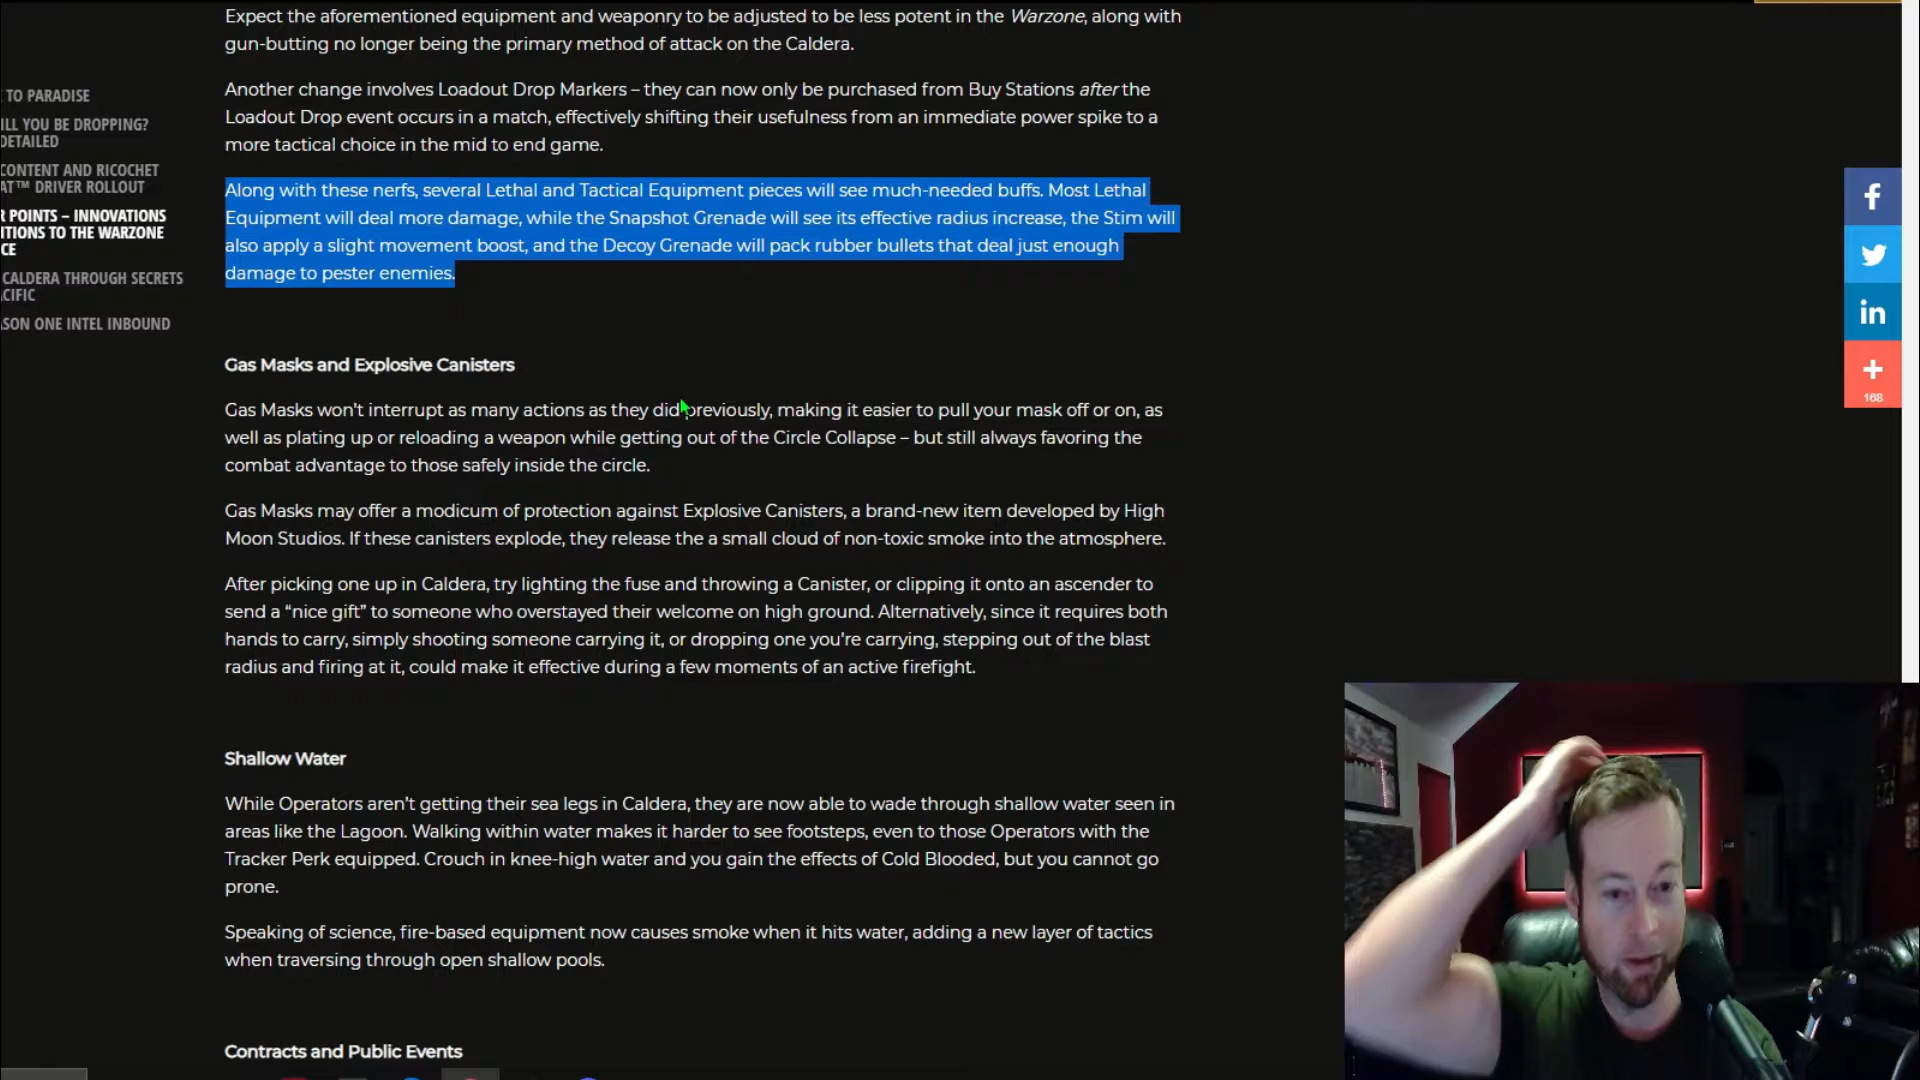 Expect the aforementioned equipment and weaponry to be adjusted to be less potent in the Warzone, along with
gun-butting no longer being the primary method of attack on the Caldera.
Another change involves Loadout Drop Markers – they can now only be purchased from Buy Stations after the
Loadout Drop event occurs in a match, effectively shifting their usefulness from an immediate power spike to a
more tactical choice in the mid to end game.
Along with these nerfs, several Lethal and Tactical Equipment pieces will see much-needed buffs. Most Lethal
Equipment will deal more damage, while the Snapshot Grenade will see its effective radius increase, the Stim will
also apply a slight movement boost, and the Decoy Grenade will pack rubber bullets that deal just enough
damage to pester enemies.
Gas Masks and Explosive Canisters
Gas Masks won't interrupt as many actions as they did previously, making it easier to pull your mask off or on, as
well as plating up or reloading a weapon while getting out of the Circle Collapse – but still always favoring the
combat advantage to those safely inside the circle.
Gas Masks may offer a modicum of protection against Explosive Canisters, a brand-new item developed by High
Moon Studios. If these canisters explode, they release the a small cloud of non-toxic smoke into the atmosphere.
After picking one up in Caldera, try lighting the fuse and throwing a Canister, or clipping it onto an ascender to
send a “nice gift” to someone who overstayed their welcome on high ground. Alternatively, since it requires both
hands to carry, simply shooting someone carrying it, or dropping one you’re carrying, stepping out of the blast
radius and firing at it, could make it effective during a few moments of an active firefight.
Shallow Water
While Operators aren't getting their sea legs in Caldera, they are now able to wade through shallow water seen in
areas like the Lagoon. Walking within water makes it harder to see footsteps, even to those Operators with the
Tracker Perk equipped. Crouch in knee-high water and you gain the effects of Cold Blooded, but you cannot go
prone.
Speaking of science, fire-based equipment now causes smoke when it hits water, adding a new layer of tactics
when traversing through open shallow pools.
Contracts and Public Events
TO PARADISE
ILL YOU BE DROPPING?
DETAILED
CONTENT AND RICOCHET
AT™ DRIVER ROLLOUT
R POINTS – INNOVATIONS
ITIONS TO THE WARZONE
CE
CALDERA THROUGH SECRETS
CIFIC
SON ONE INTEL INBOUND
f
in
+
168